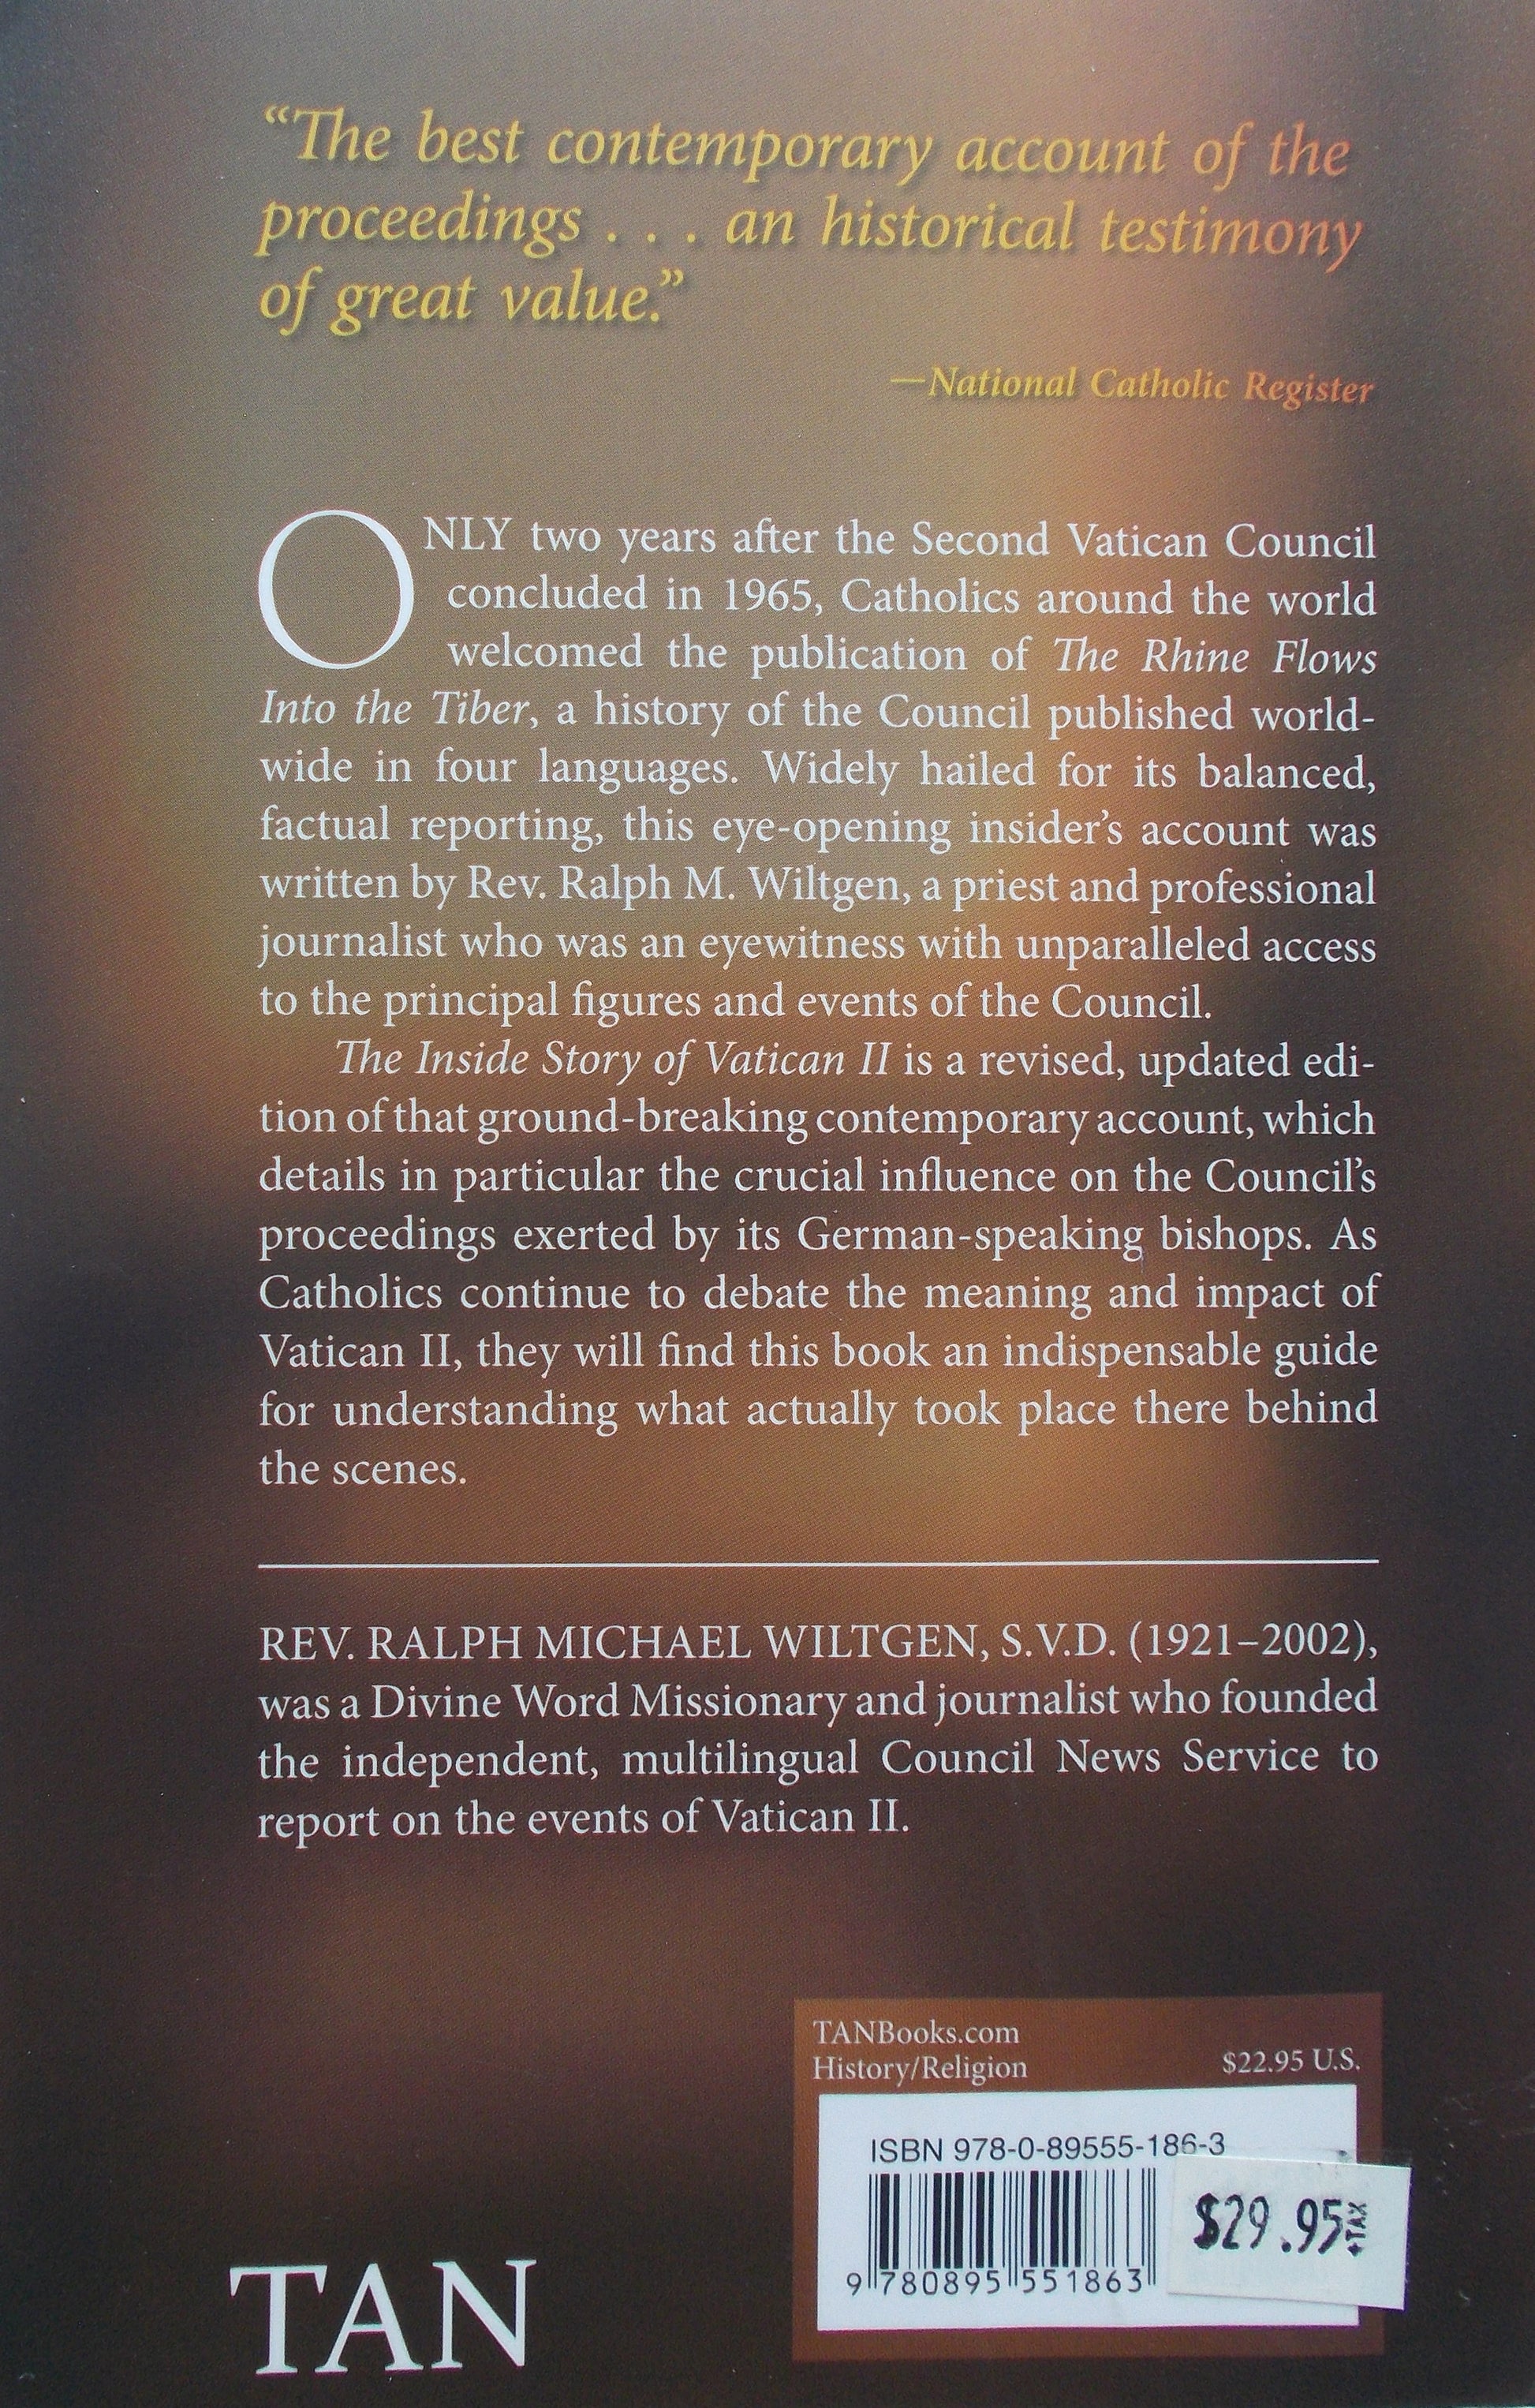 “The best contemporary account of the
proceedings . . . an historical testimony
of great value.”
—National Catholic Register
ONLY two years after the Second Vatican Council
concluded in 1965, Catholics around the world
welcomed the publication of The Rhine Flows
Into the Tiber, a history of the Council published world-
wide in four languages. Widely hailed for its balanced,
factual reporting, this eye-opening insider’s account was
written by Rev. Ralph M. Wiltgen, a priest and professional
journalist who was an eyewitness with unparalleled access
to the principal figures and events of the Council.
The Inside Story of Vatican II is a revised, updated edi-
tion of that ground-breaking contemporary account, which
details in particular the crucial influence on the Council’s
proceedings exerted by its German-speaking bishops. As
Catholics continue to debate the meaning and impact of
Vatican II, they will find this book an indispensable guide
for understanding what actually took place there behind
the scenes.
REV. RALPH MICHAEL WILTGEN, S.V.D. (1921–2002),
was a Divine Word Missionary and journalist who founded
the independent, multilingual Council News Service to
report on the events of Vatican II.
TANBooks.com
History/Religion
$22.95 U.S.
ISBN 978-0-89555-186-3
$29.95 +TAX
9 780895 551863
TAN